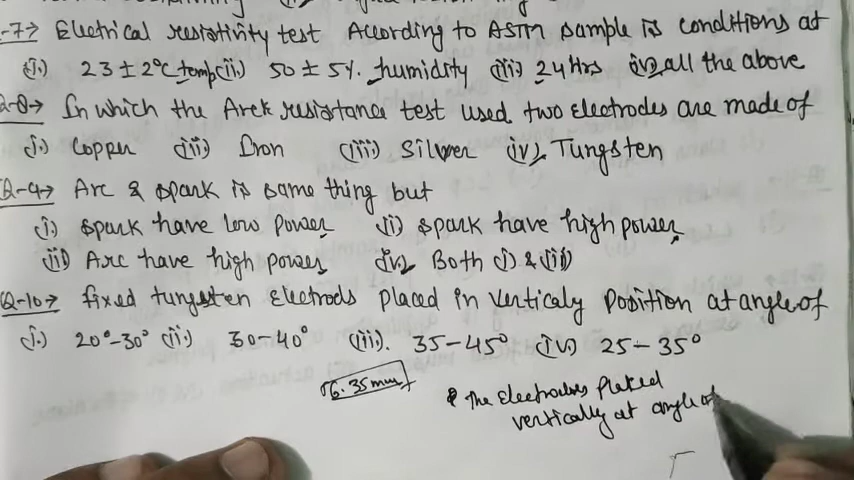 -7→ Electrical resistivity test According to ASTM sample is conditions at
(i.) 23 ± 2°C temp (ii.) 50 ± 5%. humidity (iii) 24 Hrs (iv) all the above
Q-8→ In which the Arck resistance test used two electrodes are made of
(i.) Copper (ii) Iron (iii) Silver (iv) Tungsten
Q-9→ Arc & spark is same thing but
(i) spark have low power (ii) spark have high power
(iii) Arc have high power (iv) Both (i) & (iii)
Q-10→ fixed tungsten Electrods placed in verticaly position at angle of
(i.) 20°-30° (ii.) 30-40° (iii). 35-45° (iv) 25-35°
6.35mm
The electrodes placed
vertically at angle of